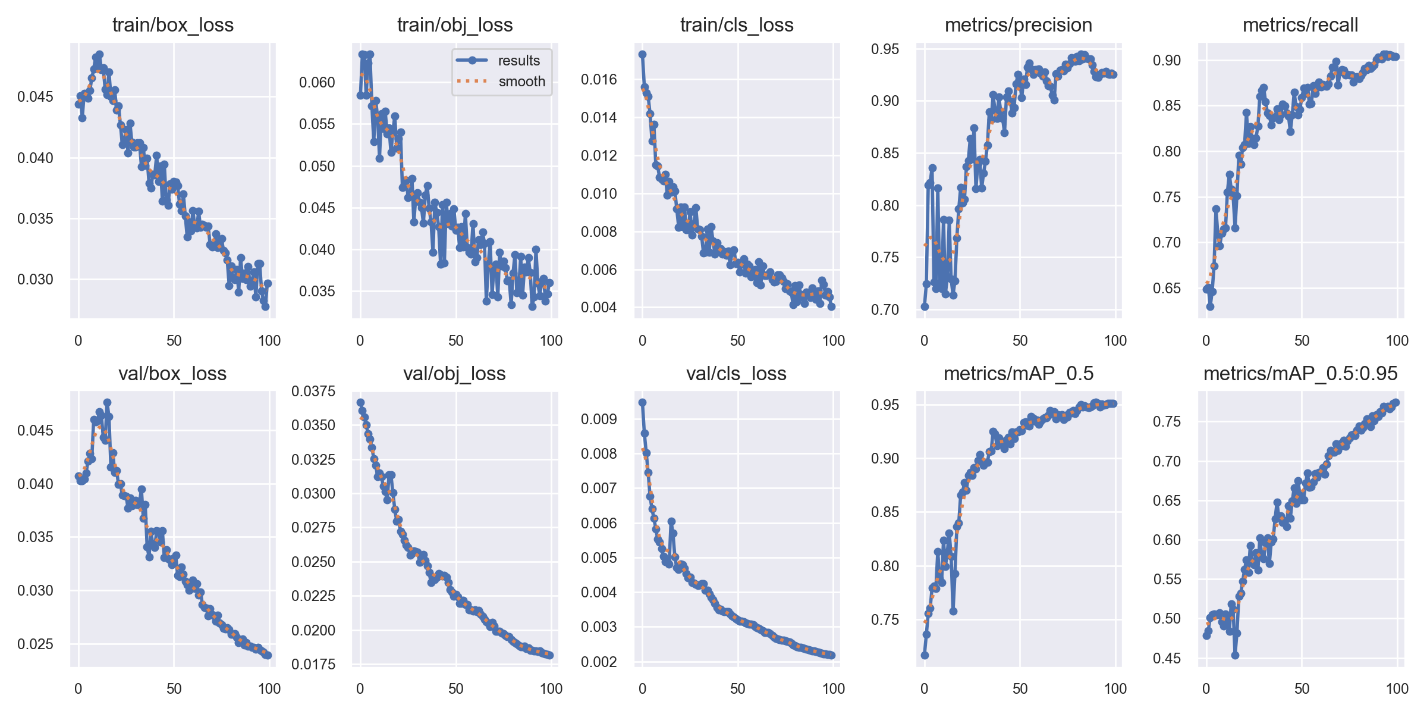 train/box_loss
train/obj_loss
train/cls_loss
metrics/precision
metrics/recall
results
smooth
0.045
0.040
0.035
0.030
0.060
0.055
0.050
0.045
0.040
0.035
0.016
0.014
0.012
0.010
0.008
0.006
0.004
0.95
0.90
0.85
0.80
0.75
0.70
0.90
0.85
0.80
0.75
0.70
0.65
0 50 100
0 50 100
0 50 100
0 50 100
0 50 100
val/box_loss
val/obj_loss
val/cls_loss
metrics/mAP_0.5
metrics/mAP_0.5:0.95
0.045
0.040
0.035
0.030
0.025
0.0375
0.0350
0.0325
0.0300
0.0275
0.0250
0.0225
0.0200
0.0175
0.009
0.008
0.007
0.006
0.005
0.004
0.003
0.002
0.95
0.90
0.85
0.80
0.75
0.75
0.70
0.65
0.60
0.55
0.50
0.45
0 50 100
0 50 100
0 50 100
0 50 100
0 50 100